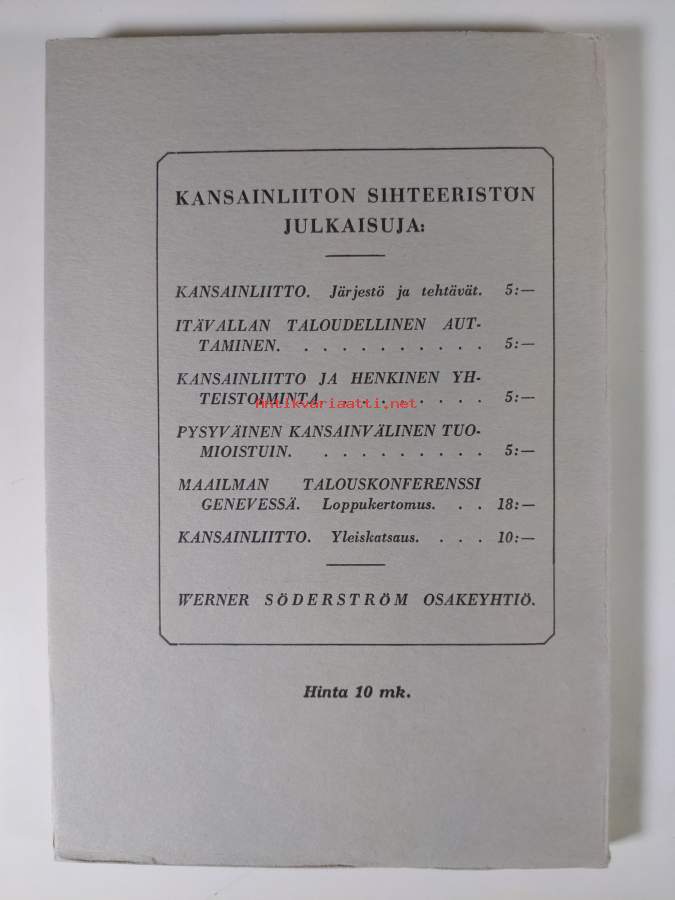 KANSAINLIITON SIHTEERISTÖN
JULKAISUJA:
KANSAINLIITTO. Järjestö ja tehtävät. 5:—
ITÄVALLAN TALOUDELLINEN AUT-
TAMINEN. . . . . . . . . . . 5:—
KANSAINLIITTO JA HENKINEN YH-
TEISTOIMINTA. . . . . . . . . 5:—
Antikvariaatti.net
PYSYVÄINEN KANSAINVÄLINEN TUO-
MIOISTUIN. . . . . . . . . . 5:—
MAAILMAN TALOUSKONFERENSSI
GENEVESSÄ. Loppukertomus. . . 18:—
KANSAINLIITTO. Yleiskatsaus. . . . 10:—
WERNER SÖDERSTRÖM OSAKEYHTIÖ.
Hinta 10 mk.